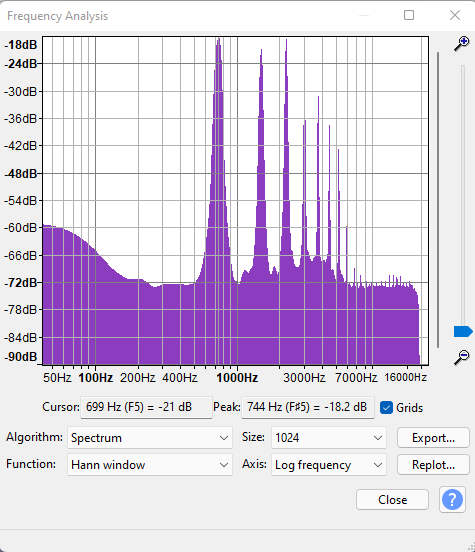 Frequency Analysis
-18dB
-24dB
-30dB
-36dB
-42dB
-48dB
-54dB
-60dB
-66dB
-72dB
-78dB
-84dB
-90dB
50Hz 100Hz 200Hz 400Hz 1000Hz 3000Hz 7000Hz 16000Hz
Cursor: 699 Hz (F5) = -21 dB Peak: 744 Hz (F♯5) = -18.2 dB Grids
Algorithm: Spectrum Size: 1024 Export...
Function: Hann window Axis: Log frequency Replot...
Close ?